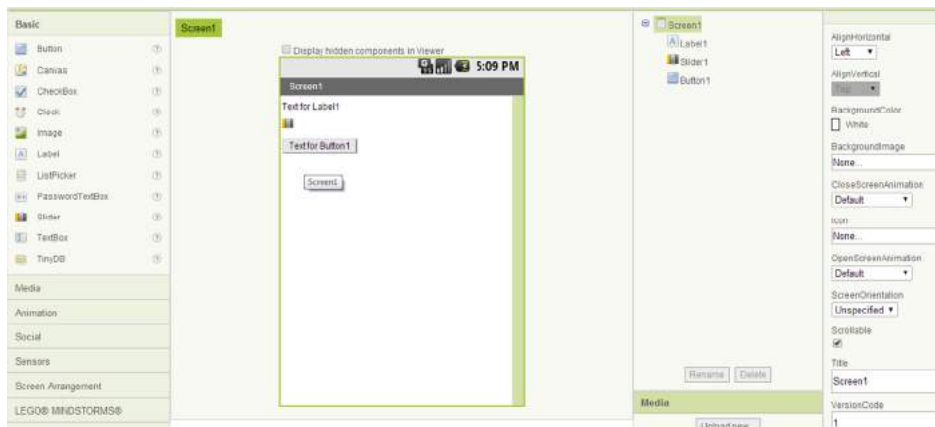 Basic
Button
Canvas
CheckBox
Clock
Image
Label
ListPicker
PasswordTextBox
Slider
TextBox
TinyDB
Media
Animation
Social
Sensors
Screen Arrangement
LEGO® MINDSTORMS®
Screen1
Display hidden components in Viewer
5:09 PM
Screen1
Text for Label1
Text for Button1
Screen1
Screen1
Label1
Slider1
Button1
Rename Delete
Media
Upload new...
AlignHorizontal
Left
AlignVertical
Top
BackgroundColor
White
BackgroundImage
None...
CloseScreenAnimation
Default
Icon
None...
OpenScreenAnimation
Default
ScreenOrientation
Unspecified
Scrollable
Title
Screen1
VersionCode
1